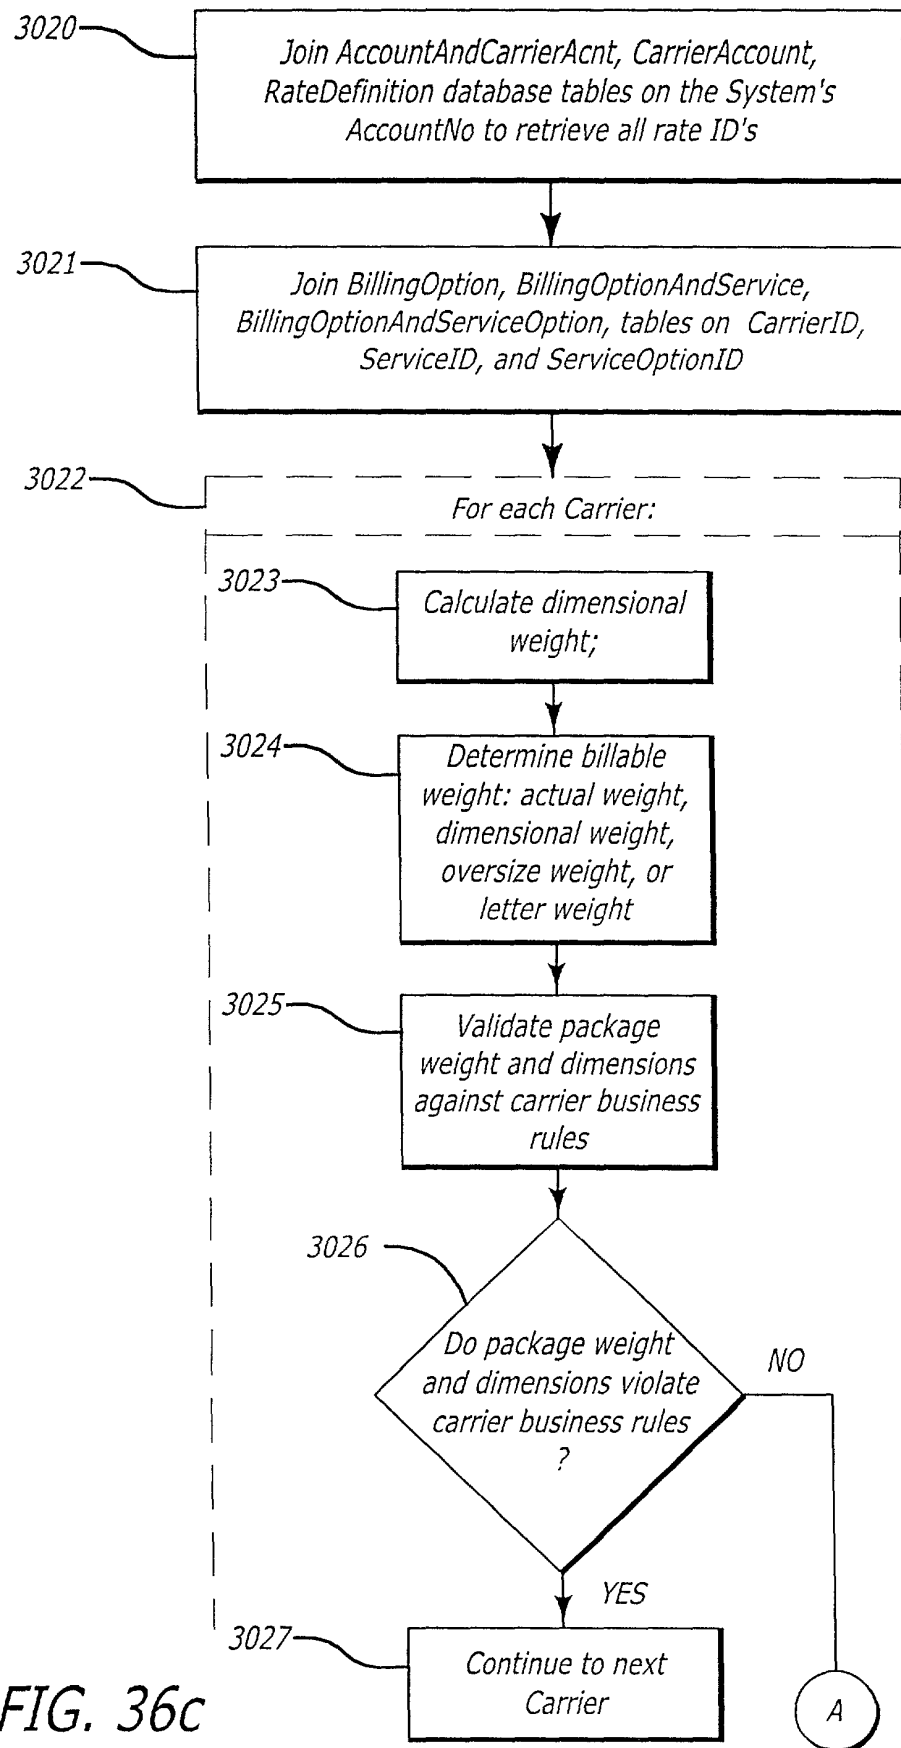 3020
Join AccountAndCarrierAcnt, CarrierAccount,
RateDefinition database tables on the System's
AccountNo to retrieve all rate ID's
3021
Join BillingOption, BillingOptionAndService,
BillingOptionAndServiceOption, tables on CarrierID,
ServiceID, and ServiceOptionID
3022
For each Carrier:
3023
Calculate dimensional
weight;
3024
Determine billable
weight: actual weight,
dimensional weight,
oversize weight, or
letter weight
3025
Validate package
weight and dimensions
against carrier business
rules
3026
Do package weight
and dimensions violate
carrier business rules
?
NO
YES
3027
Continue to next
Carrier
A
FIG. 36c